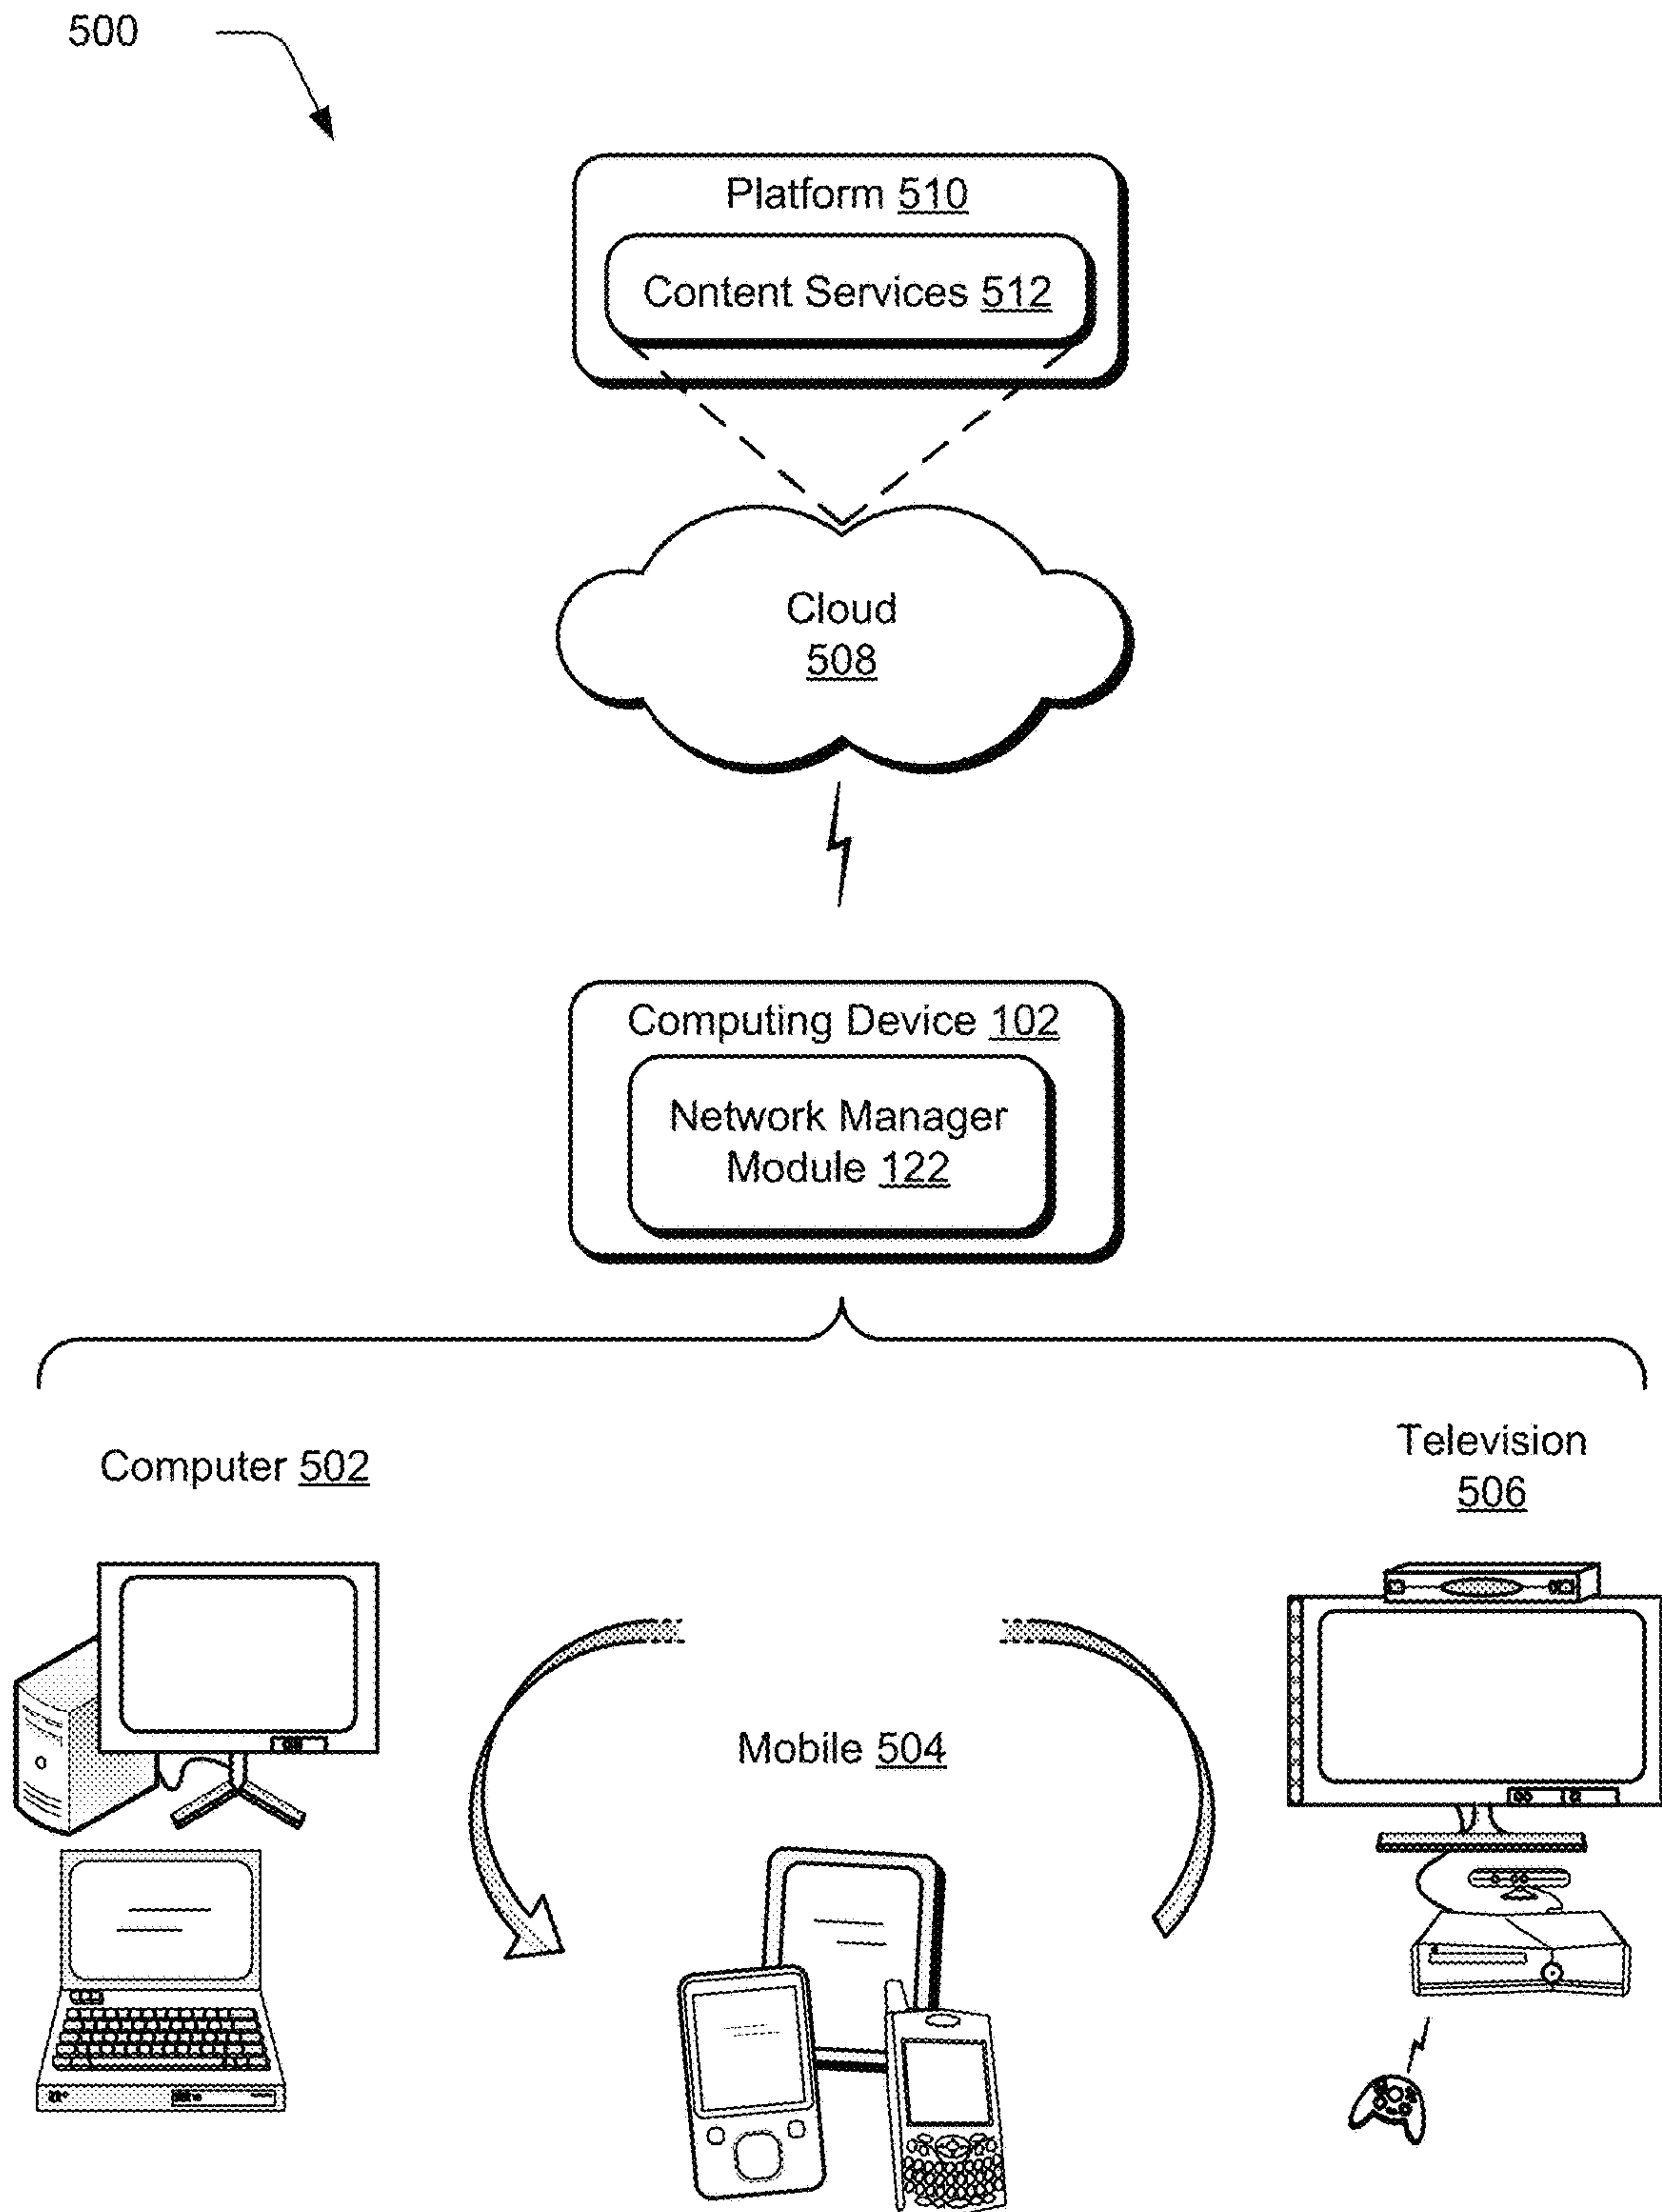 500
Platform 510
Content Services 512
Cloud
508
Computing Device 102
Network Manager
Module 122
Computer 502
Television
506
Mobile 504